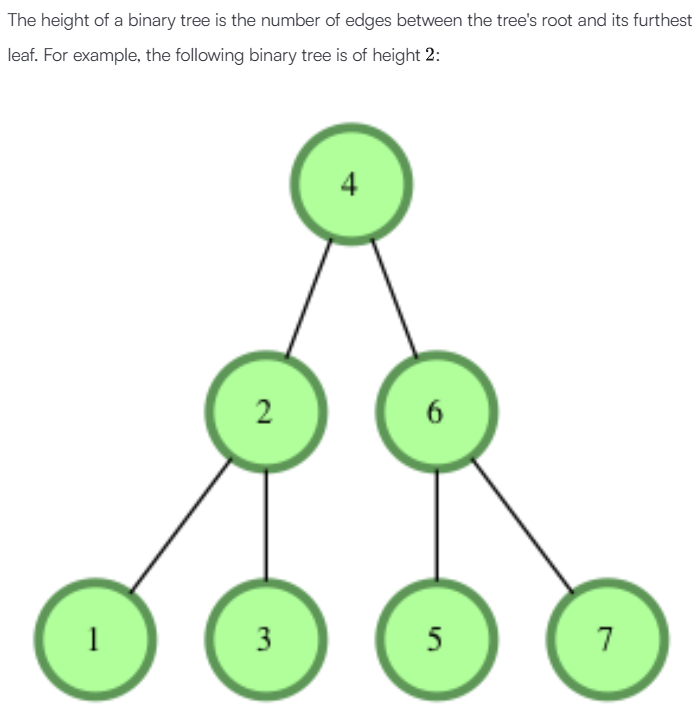 The height of a binary tree is the number of edges between the tree's root and its furthest
leaf. For example, the following binary tree is of height 2:
4
2 6
1 3 5 7